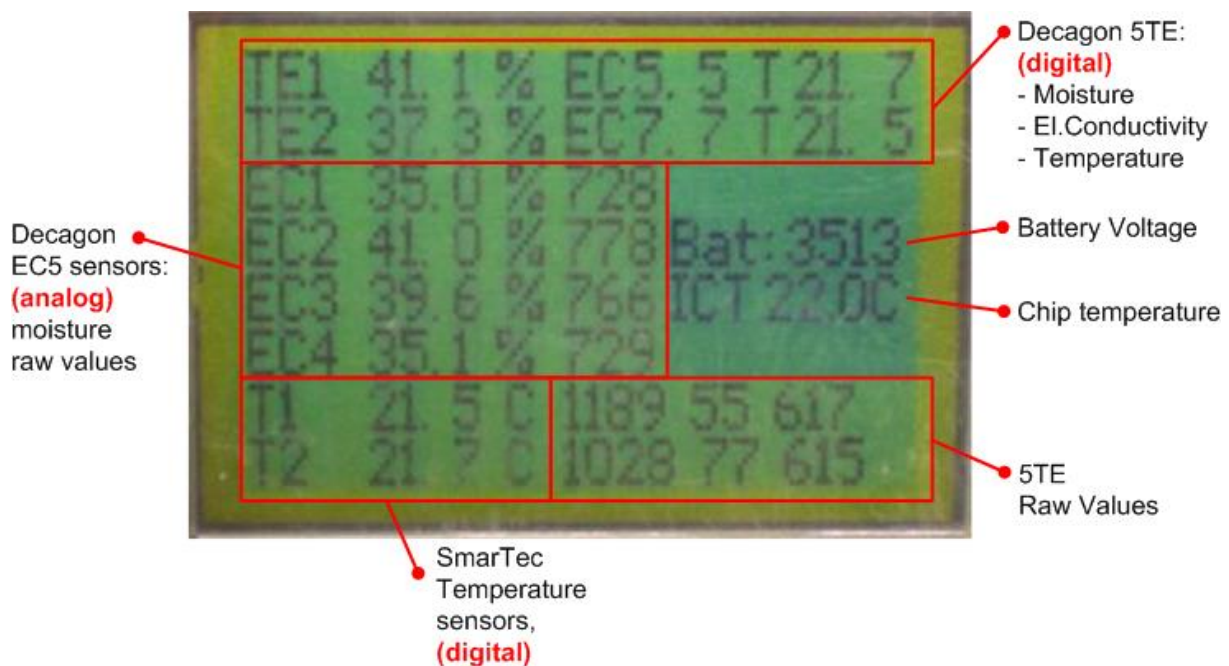 TE1 41. 1 % EC5. 5 T 21. 7
TE2 37. 3 % EC7. 7 T 21. 5
EC1 35. 0 % 728
EC2 41. 0 % 778
EC3 39. 6 % 766
EC4 35. 1 % 729
Bat: 3513
ICT 22.0C
T1 21. 5 C 1189 55 617
T2 21. C 1028 77 615
Decagon 5TE:
(digital)
- Moisture
- El.Conductivity
- Temperature
Battery Voltage
Chip temperature
5TE
Raw Values
Decagon
EC5 sensors:
(analog)
moisture
raw values
SmarTec
Temperature
sensors,
(digital)